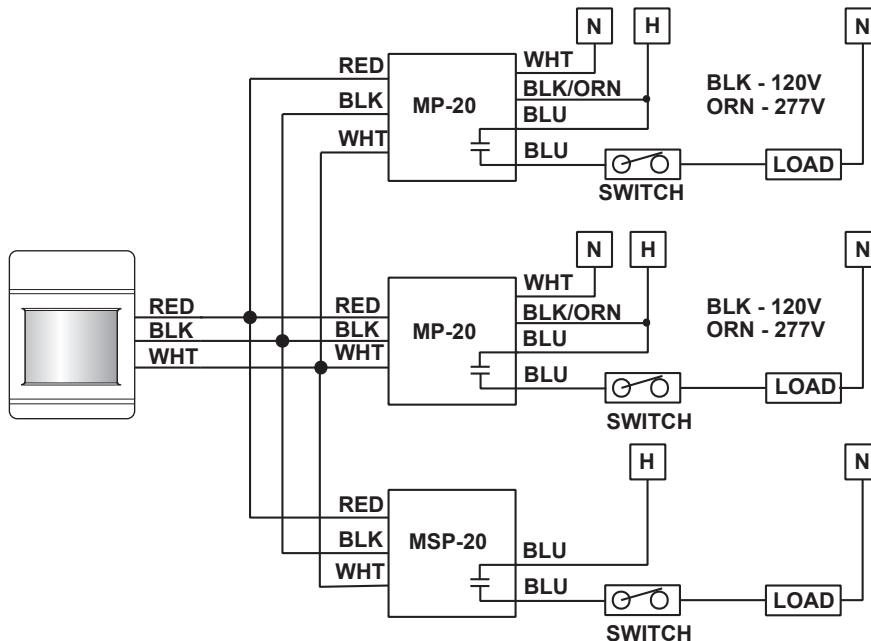 N H N
RED WHT
BLK/ORN BLK - 120V
BLK MP-20 BLU ORN - 277V
WHT BLU LOAD
SWITCH
N H N
WHT
RED RED BLK/ORN BLK - 120V
BLK BLK MP-20 BLU ORN - 277V
WHT WHT
BLU LOAD
SWITCH
H N
RED
BLK MSP-20 BLU
WHT BLU LOAD
SWITCH